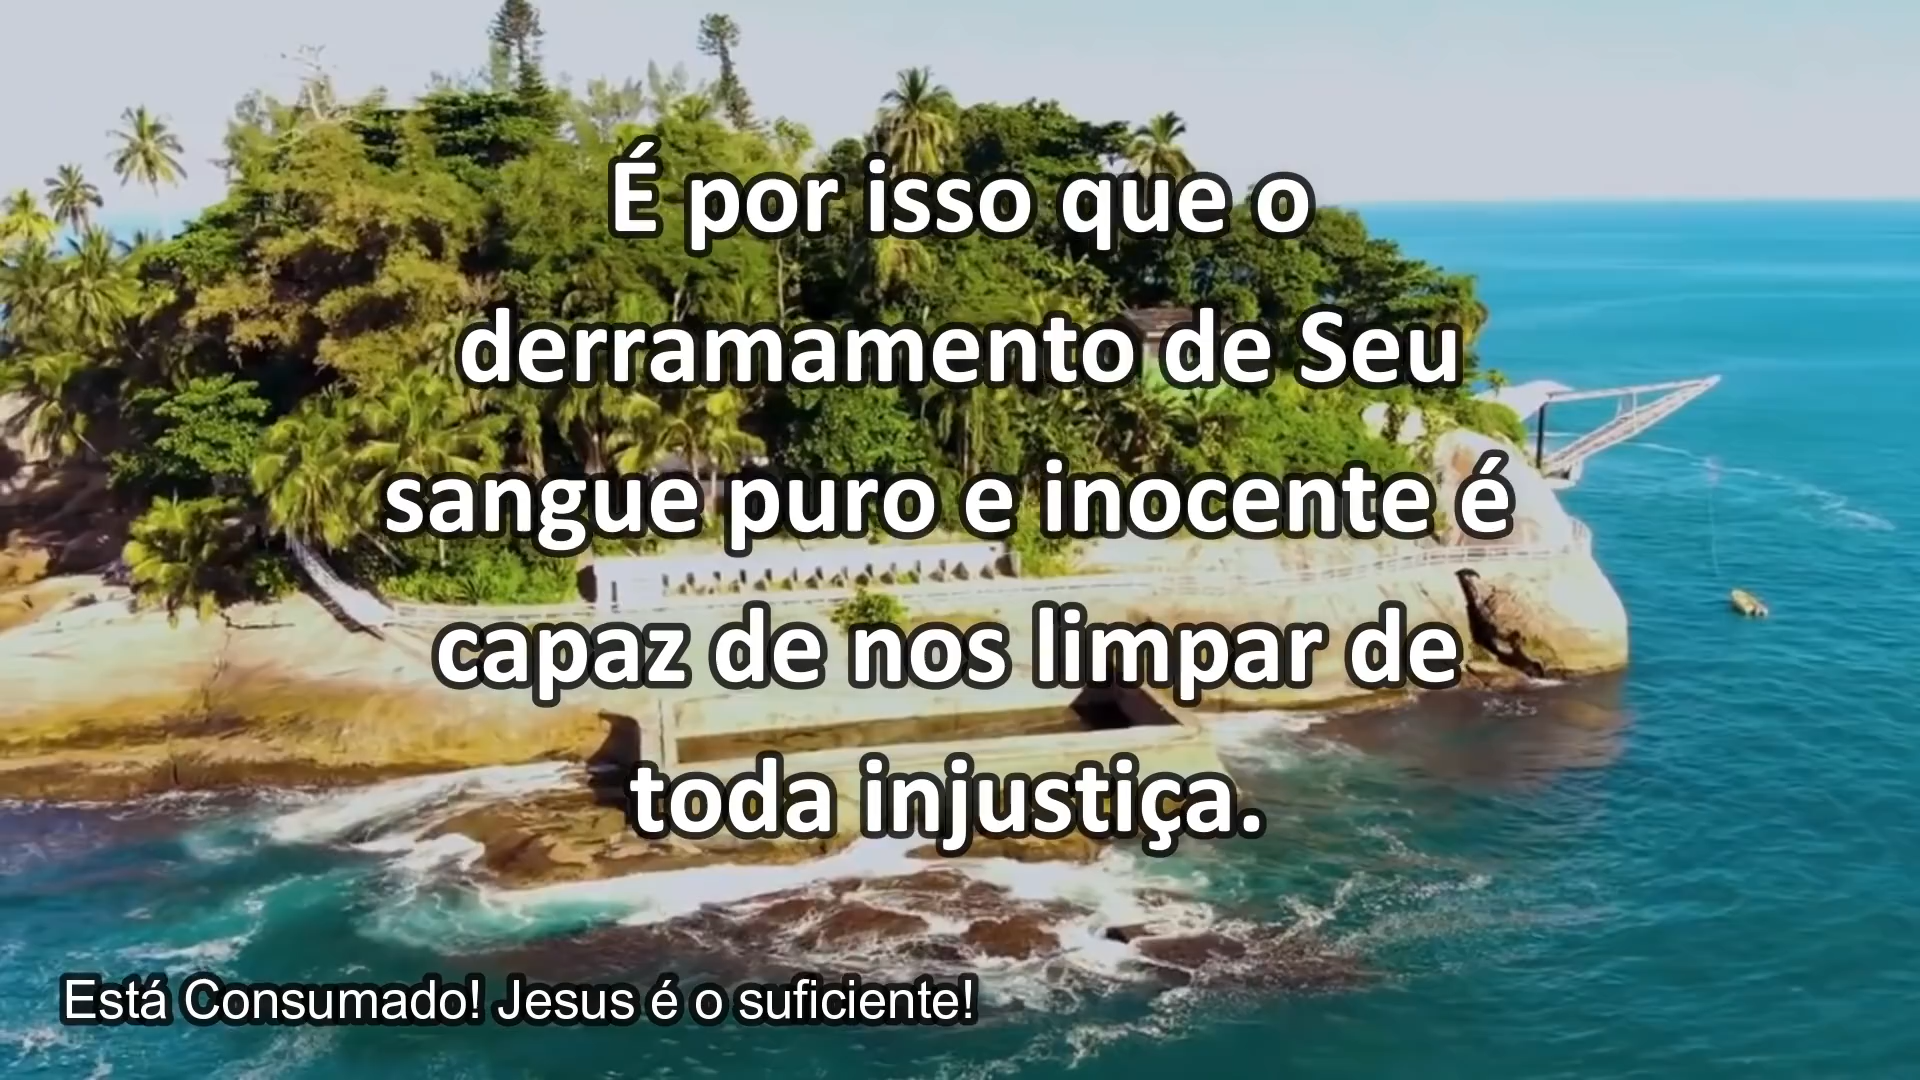 É por isso que o
derramamento de Seu
sangue puro e inocente é
capaz de nos limpar de
toda injustiça.
Está Consumado! Jesus é o suficiente!